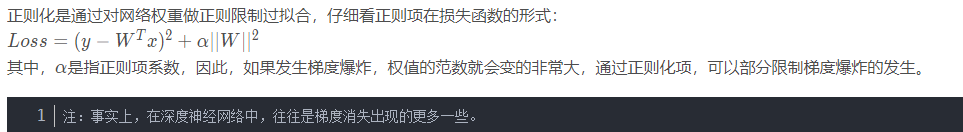 正则化是通过对网络权重做正则限制过拟合，仔细看正则项在损失函数的形式：
Loss = (y − W^T x)^2 + α||W||^2
其中，α是指正则项系数，因此，如果发生梯度爆炸，权值的范数就会变的非常大，通过正则化项，可以部分限制梯度爆炸的发生。
1 注：事实上，在深度神经网络中，往往是梯度消失出现的更多一些。